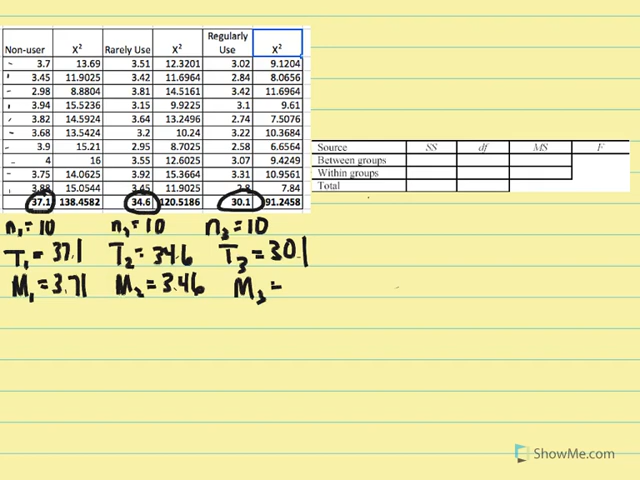 Regularly
Non-user X² Rarely Use X² Use X²
3.7 13.69 3.51 12.3201 3.02 9.1204
3.45 11.9025 3.42 11.6964 2.84 8.0656
2.98 8.8804 3.81 14.5161 3.42 11.6964
3.94 15.5236 3.15 9.9225 3.1 9.61
3.82 14.5924 3.64 13.2496 2.74 7.5076
3.68 13.5424 3.2 10.24 3.22 10.3684
3.9 15.21 2.95 8.7025 2.58 6.6564
4 16 3.55 12.6025 3.07 9.4249
3.75 14.0625 3.92 15.3664 3.31 10.9561
3.88 15.0544 3.45 11.9025 2.8 7.84
37.1 138.4582 34.6 120.5186 30.1 91.2458
Source SS df MS F
Between groups
Within groups
Total
n₁=10 n₂=10 n₃=10
T₁=37.1 T₂=34.6 T₃=30.1
M₁=3.71 M₂=3.46 M₃=
ShowMe.com